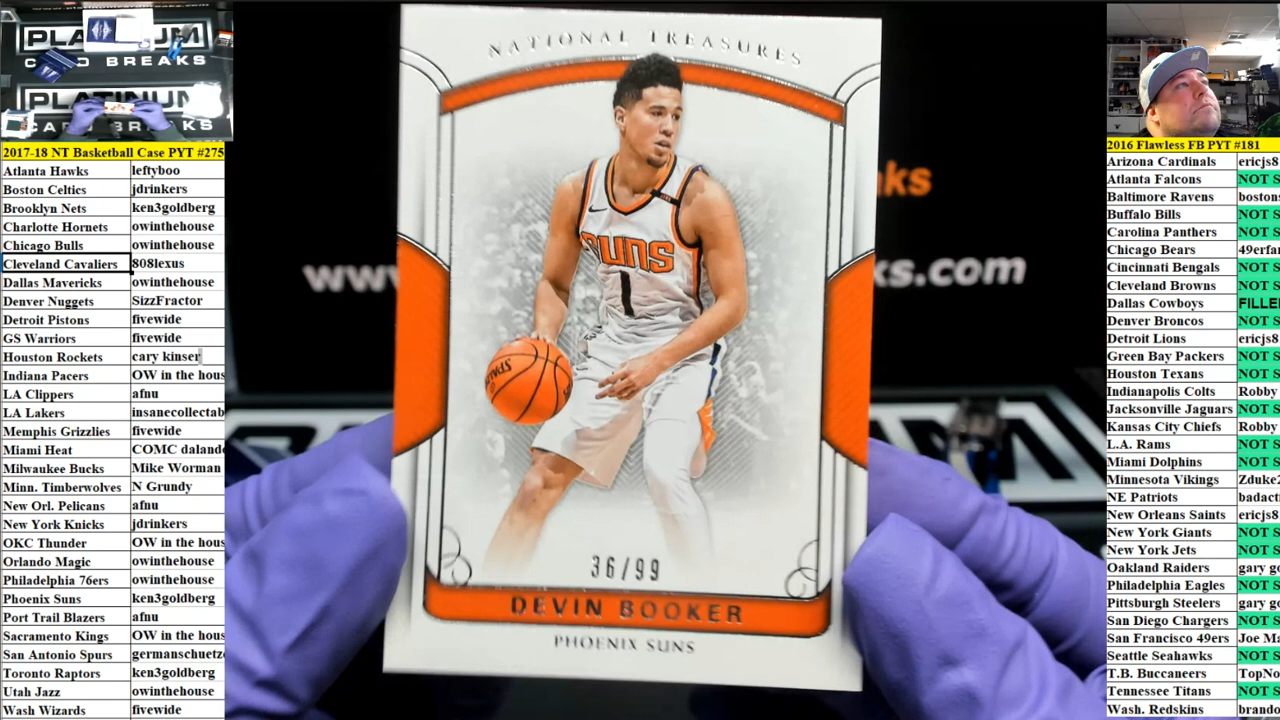 PLATINUM
CARD BREAKS
PLATINUM
CARD BREAKS
2017-18 NT Basketball Case PYT #275
Atlanta Hawks leftyboo
Boston Celtics jdrinkers
Brooklyn Nets ken3goldberg
Charlotte Hornets owinthehouse
Chicago Bulls owinthehouse
Cleveland Cavaliers 808lexus
Dallas Mavericks owinthehouse
Denver Nuggets SizzFractor
Detroit Pistons fivewide
GS Warriors fivewide
Houston Rockets cary kinser
Indiana Pacers OW in the hous
LA Clippers afnu
LA Lakers insanecollectab
Memphis Grizzlies fivewide
Miami Heat COMC daland
Milwaukee Bucks Mike Worman
Minn. Timberwolves N Grundy
New Orl. Pelicans afnu
New York Knicks jdrinkers
OKC Thunder OW in the hous
Orlando Magic owinthehouse
Philadelphia 76ers owinthehouse
Phoenix Suns ken3goldberg
Port Trail Blazers afnu
Sacramento Kings OW in the hous
San Antonio Spurs germanschuetz
Toronto Raptors ken3goldberg
Utah Jazz owinthehouse
Wash Wizards fivewide
NATIONAL TREASURES
SUNS
1
SPALDING
36/99
DEVIN BOOKER
PHOENIX SUNS
2016 Flawless FB PYT #181
Arizona Cardinals ericjs8
Atlanta Falcons NOT S
Baltimore Ravens boston
Buffalo Bills NOT S
Carolina Panthers NOT S
Chicago Bears 49erfa
Cincinnati Bengals NOT S
Cleveland Browns NOT S
Dallas Cowboys FILLE
Denver Broncos NOT S
Detroit Lions ericjs8
Green Bay Packers NOT S
Houston Texans NOT S
Indianapolis Colts Robby
Jacksonville Jaguars NOT S
Kansas City Chiefs Robby
L.A. Rams NOT S
Miami Dolphins NOT S
Minnesota Vikings Zduke2
NE Patriots badacti
New Orleans Saints ericjs8
New York Giants NOT S
New York Jets NOT S
Oakland Raiders gary go
Philadelphia Eagles NOT S
Pittsburgh Steelers gary go
San Diego Chargers NOT S
San Francisco 49ers Joe Ma
Seattle Seahawks NOT S
T.B. Buccaneers TopNo
Tennessee Titans NOT S
Wash. Redskins brando